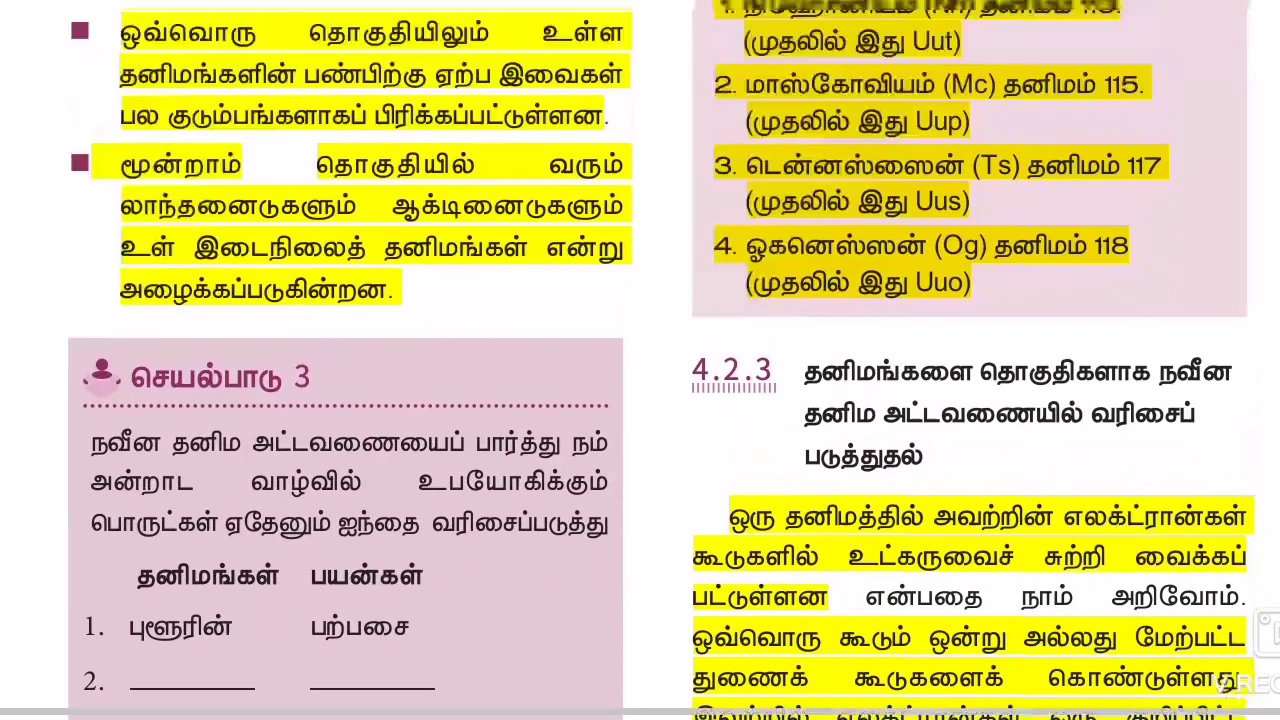 ஒவ்வொரு தொகுதியிலும் உள்ள
தனிமங்களின் பண்பிற்கு ஏற்ப இவைகள்
பல குடும்பங்களாகப் பிரிக்கப்பட்டுள்ளன.
மூன்றாம் தொகுதியில் வரும்
லாந்தனைடுகளும் ஆக்டினைடுகளும்
உள் இடைநிலைத் தனிமங்கள் என்று
அழைக்கப்படுகின்றன.
செயல்பாடு 3
நவீன தனிம அட்டவணையைப் பார்த்து நம்
அன்றாட வாழ்வில் உபயோகிக்கும்
பொருட்கள் ஏதேனும் ஐந்தை வரிசைப்படுத்து
தனிமங்கள் பயன்கள்
1. புளூரின் பற்பசை
2.
(முதலில் இது Uut)
2. மாஸ்கோவியம் (Mc) தனிமம் 115.
(முதலில் இது Uup)
3. டென்னஸ்ஸைன் (Ts) தனிமம் 117
(முதலில் இது Uus)
4. ஓகனெஸ்ஸன் (Og) தனிமம் 118
(முதலில் இது Uuo)
4.2.3 தனிமங்களை தொகுதிகளாக நவீன
தனிம அட்டவணையில் வரிசைப்
படுத்துதல்
ஒரு தனிமத்தில் அவற்றின் எலக்ட்ரான்கள்
கூடுகளில் உட்கருவைச் சுற்றி வைக்கப்
பட்டுள்ளன என்பதை நாம் அறிவோம்.
ஒவ்வொரு கூடும் ஒன்று அல்லது மேற்பட்ட
துணைக் கூடுகளைக் கொண்டுள்ளது.